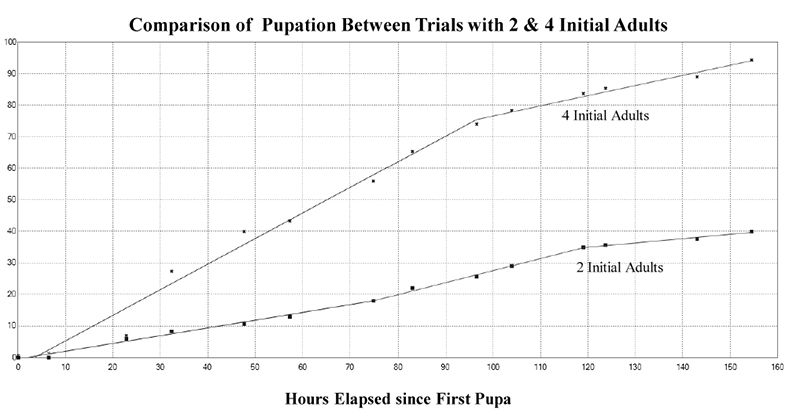 Comparison of Pupation Between Trials with 2 & 4 Initial Adults
100
90
80
70
60
50
40
30
20
10
0
4 Initial Adults
2 Initial Adults
0 10 20 30 40 50 60 70 80 90 100 110 120 130 140 150 160
Hours Elapsed since First Pupa